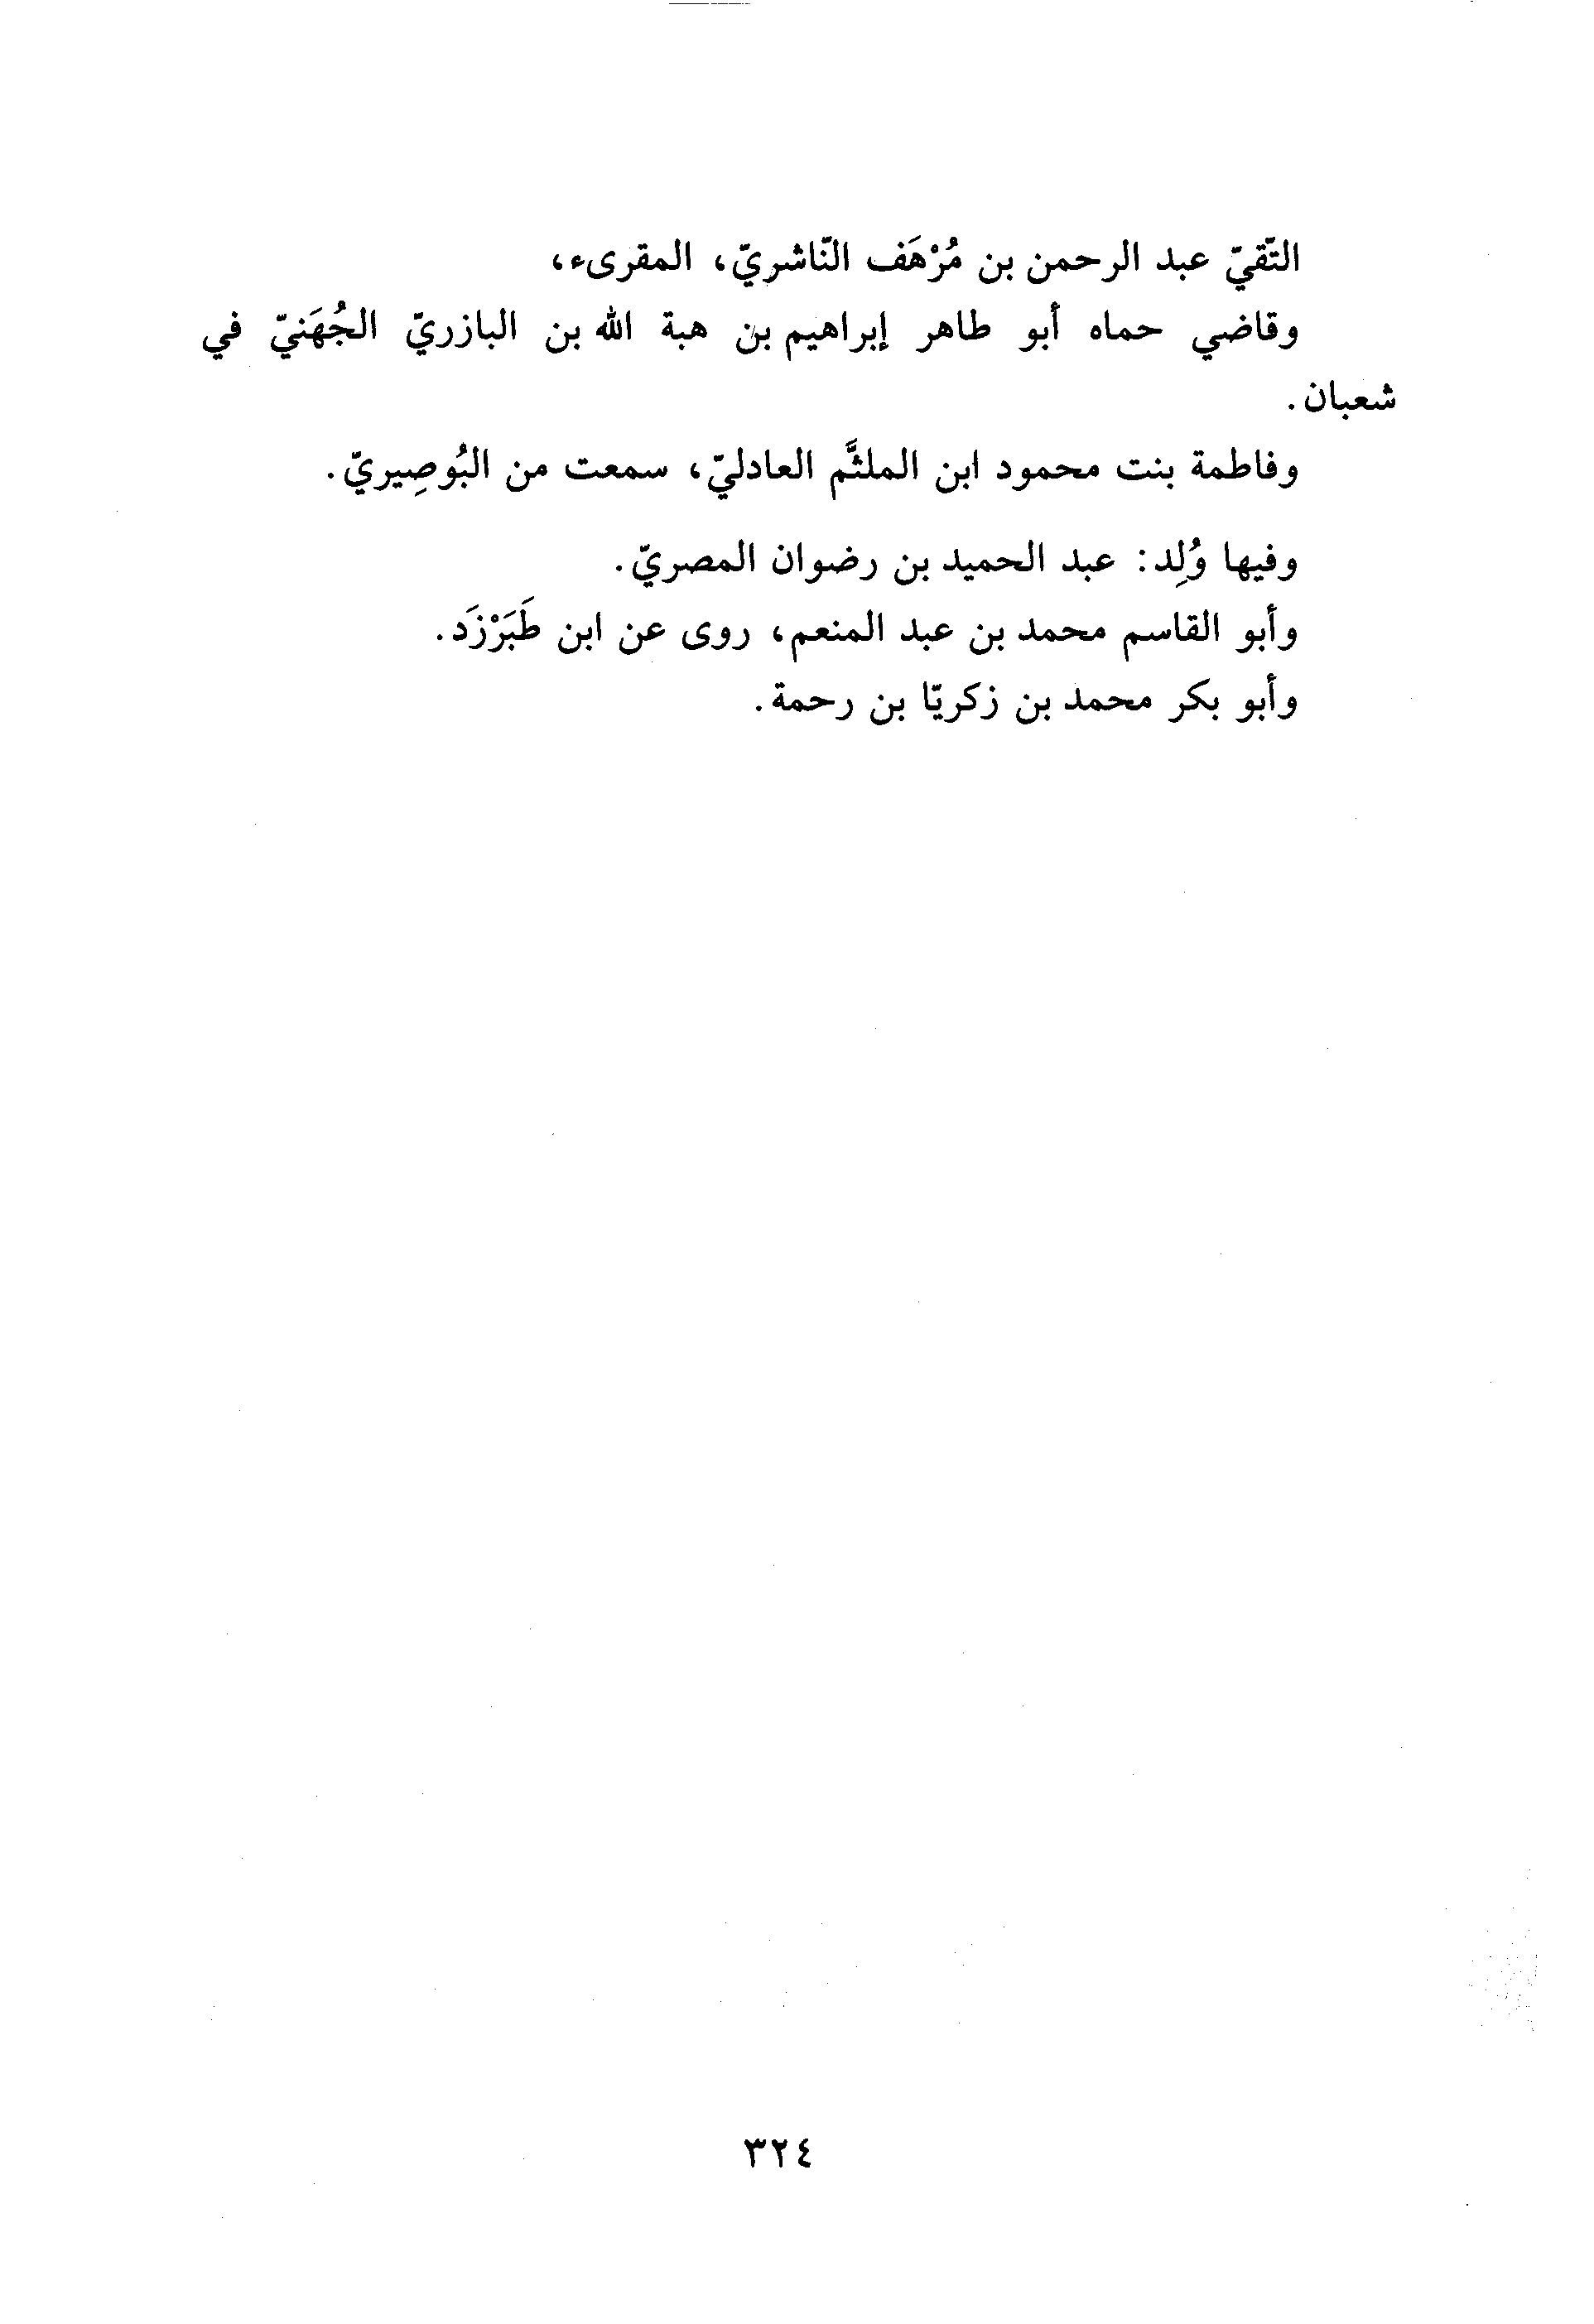 التّقيّ عبد الرحمن بن مُرْهَف النّاشريّ، المقرىء،
وقاضي حماه أبو طاهر إبراهيم بن هبة الله بن البازريّ الجُهَنيّ في
شعبان.
وفاطمة بنت محمود ابن الملثَّم العادليّ، سمعت من البُوصِيريّ.
وفيها وُلِد: عبد الحميد بن رضوان المصريّ.
وأبو القاسم محمد بن عبد المنعم، روى عن ابن طَبَرْزَد.
وأبو بكر محمد بن زكريّا بن رحمة.
٣٢٤